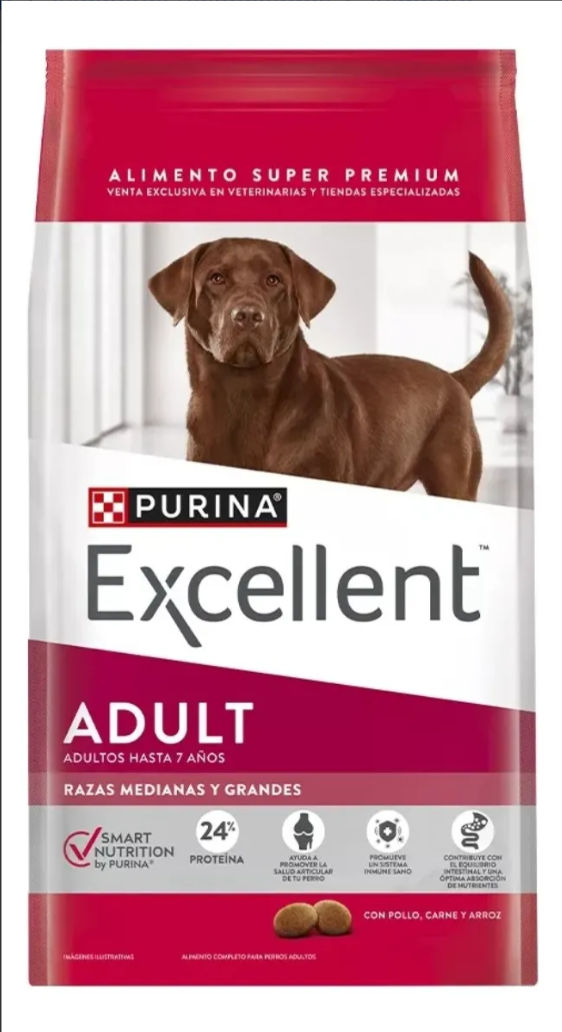 ALIMENTO SUPER PREMIUM
VENTA EXCLUSIVA EN VETERINARIAS Y TIENDAS ESPECIALIZADAS
PURINA®
Excellent™
ADULT
ADULTOS HASTA 7 AÑOS
RAZAS MEDIANAS Y GRANDES
SMART
NUTRITION
by PURINA®
24%
PROTEÍNA
AYUDA A
PROMOVER LA
SALUD ARTICULAR
DE TU PERRO
PROMUEVE
UN SISTEMA
INMUNE SANO
CONTRIBUYE CON
EL EQUILIBRIO
INTESTINAL Y UNA
ÓPTIMA ABSORCIÓN
DE NUTRIENTES
CON POLLO, CARNE Y ARROZ
IMÁGENES ILUSTRATIVAS
ALIMENTO COMPLETO PARA PERROS ADULTOS